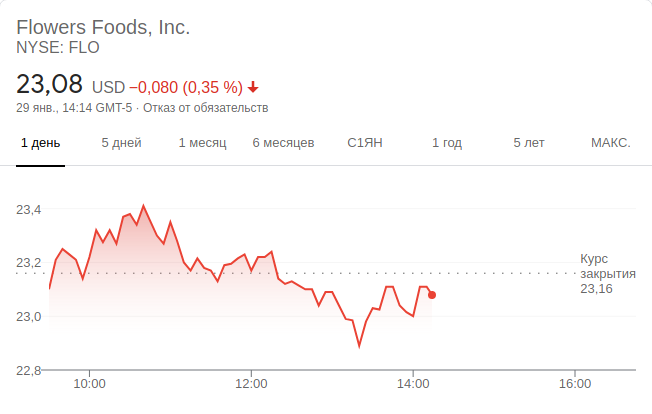 Flowers Foods, Inc.
NYSE: FLO
23,08 USD −0,080 (0,35 %)
29 янв., 14:14 GMT-5 · Отказ от обязательств
1 день 5 дней 1 месяц 6 месяцев С1ЯН 1 год 5 лет МАКС.
23,4
23,2
23,0
22,8
Курс
закрытия
23,16
10:00 12:00 14:00 16:00